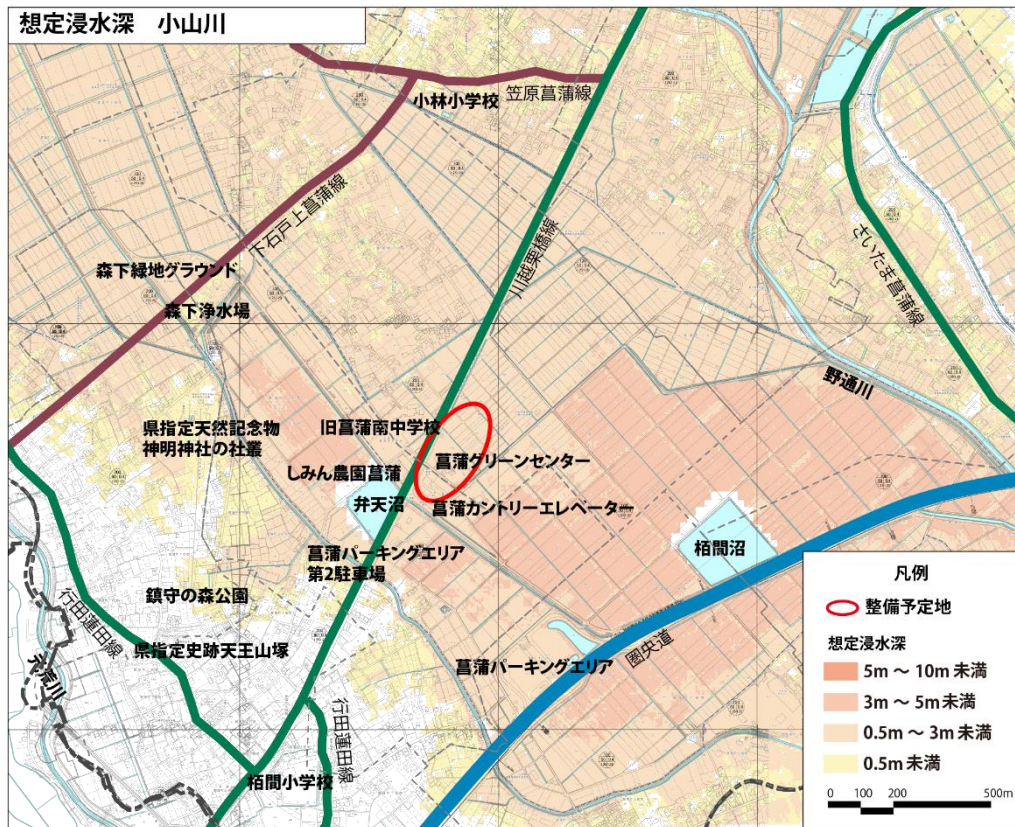 想定浸水深　小山川
小林小学校
笠原菖蒲線
下石戸上菖蒲線
川越栗橋線
さいたま菖蒲線
森下緑地グラウンド
森下浄水場
野通川
県指定天然記念物
神明神社の社叢
旧菖蒲南中学校
しみん農園菖蒲
菖蒲グリーンセンター
弁天沼
菖蒲カントリーエレベーター
栢間沼
菖蒲パーキングエリア
第2駐車場
鎮守の森公園
行田蓮田線
県指定史跡天王山塚
元荒川
菖蒲パーキングエリア
圏央道
行田蓮田線
栢間小学校
凡例
整備予定地
想定浸水深
5m ～ 10m 未満
3m ～ 5m 未満
0.5m ～ 3m 未満
0.5m 未満
0 100 200 500m